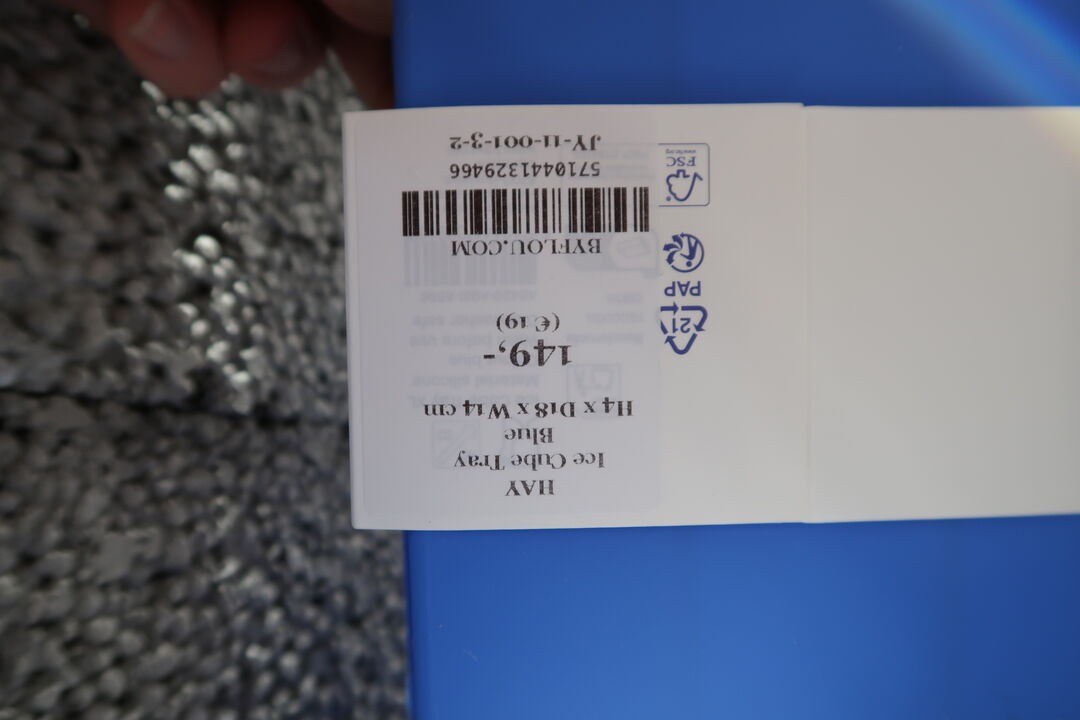 HAY
Ice Cube Tray
Blue
H4 x D18 x W14 cm
149,-
(€ 19)
BYFLOU.COM
5710441329466
JY-11-001-3-2
21
PAP
FSC